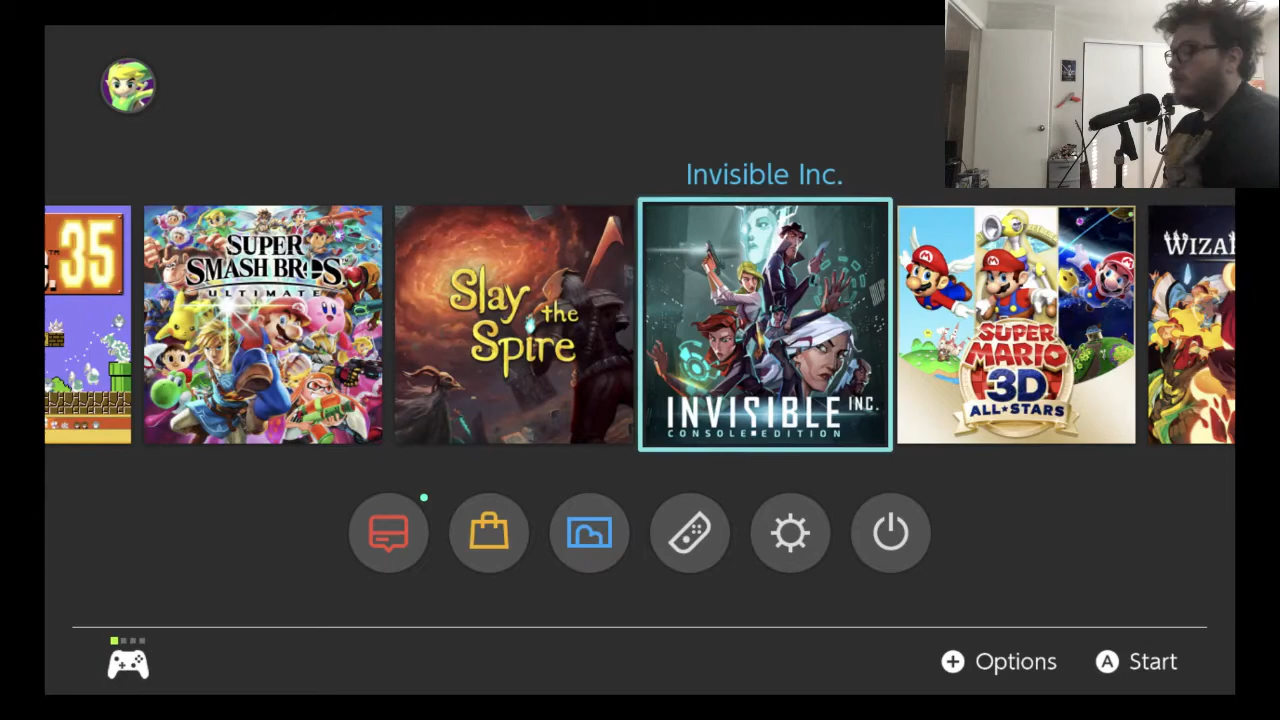 Invisible Inc.
.35
SUPER
SMASH BROS.
ULTIMATE
Slay the
Spire
INVISIBLE INC.
CONSOLE EDITION
SUPER
MARIO
3D
ALL★STARS
Options
A
Start